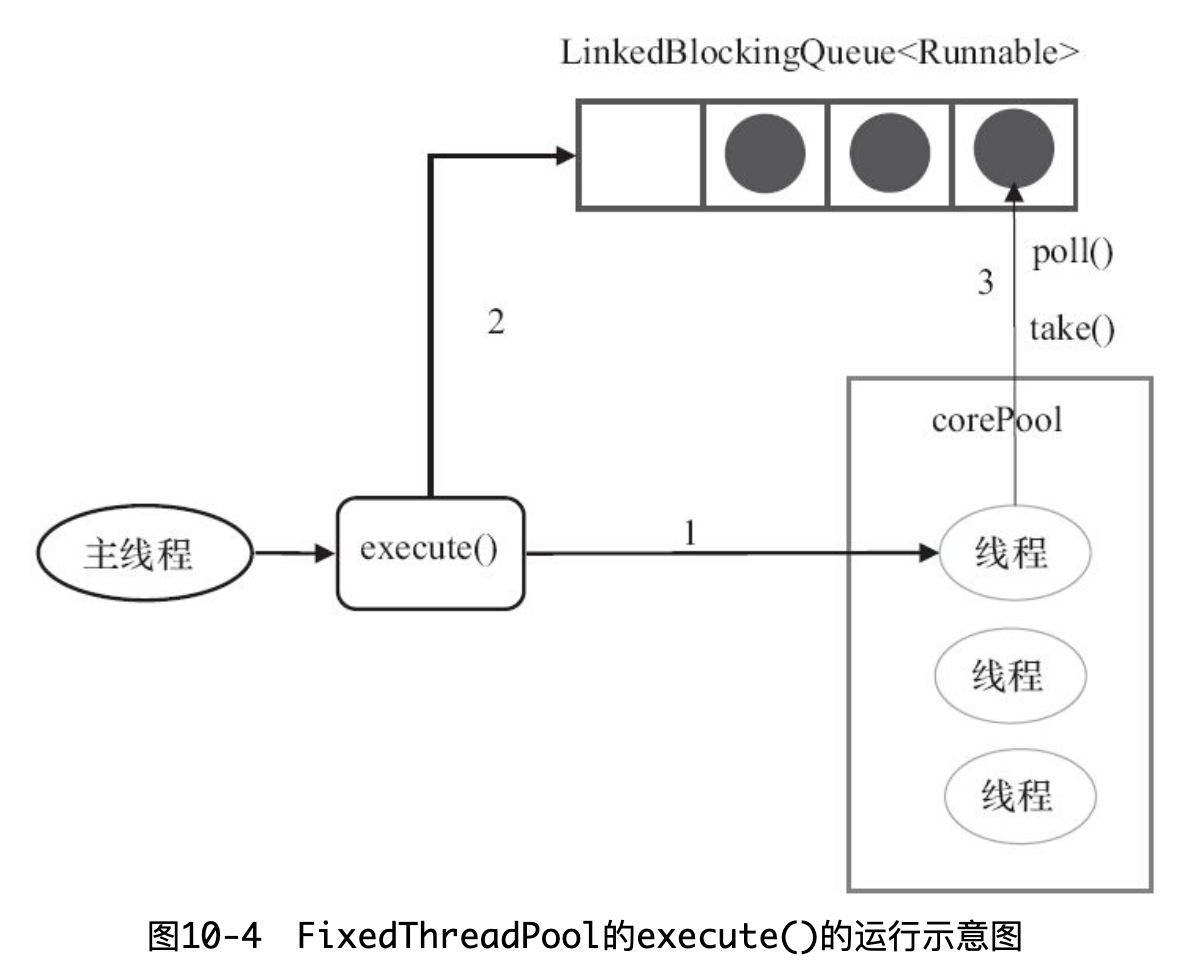 LinkedBlockingQueue<Runnable>
poll()
3
take()
2
corePool
主线程
execute()
1
线程
线程
线程
图10-4 FixedThreadPool的execute()的运行示意图